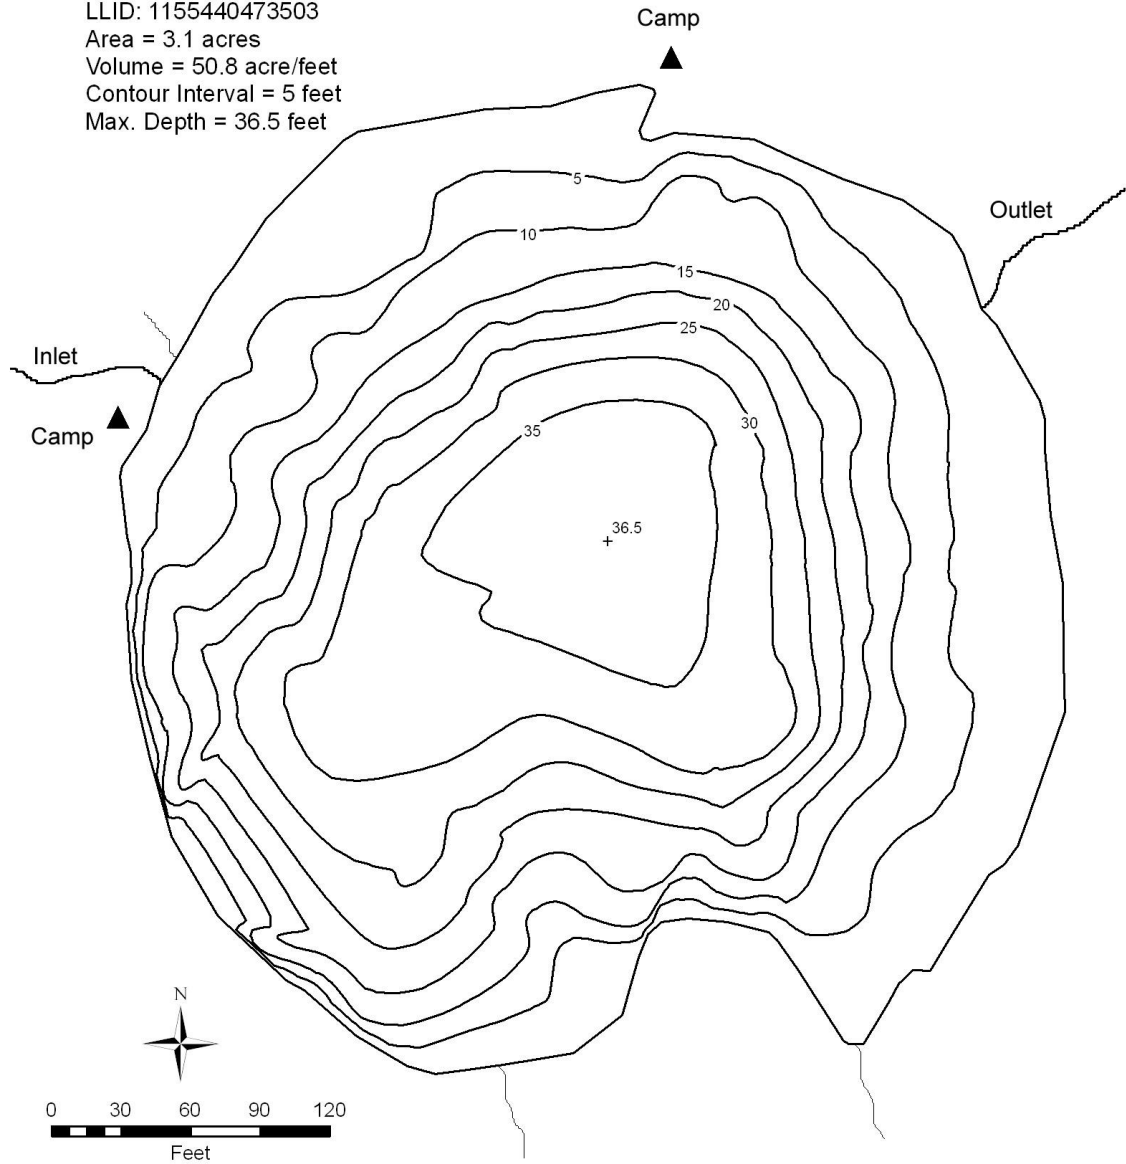 LLID: 1155440473503
Area = 3.1 acres
Volume = 50.8 acre/feet
Contour Interval = 5 feet
Max. Depth = 36.5 feet
Camp
5
Outlet
10
15
20
25
Inlet
Camp
30
35
36.5
N
0 30 60 90 120
Feet